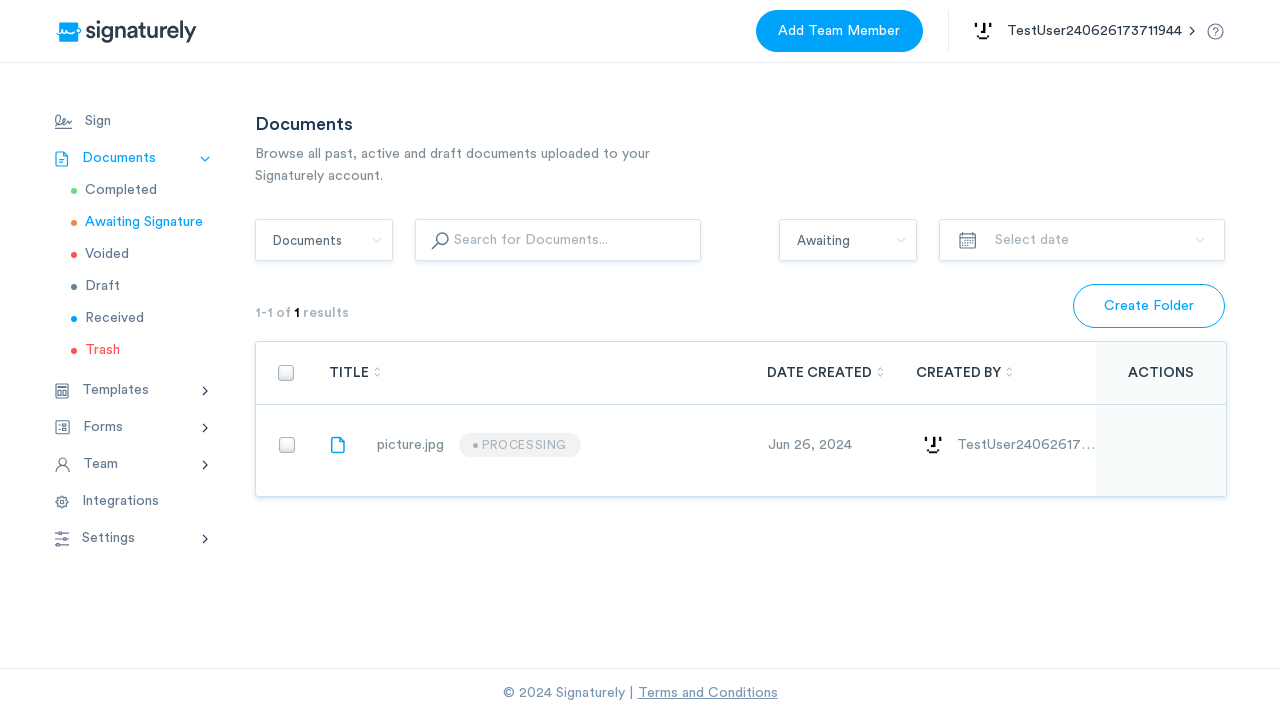 signaturely
Add Team Member
TestUser240626173711944
Sign
Documents
Completed
Awaiting Signature
Voided
Draft
Received
Trash
Templates
Forms
Team
Integrations
Settings
Documents
Browse all past, active and draft documents uploaded to your
Signaturely account.
Documents
Search for Documents...
Awaiting
Select date
1-1 of 1 results
Create Folder
TITLE DATE CREATED CREATED BY ACTIONS
picture.jpg PROCESSING Jun 26, 2024 TestUser24062617...
© 2024 Signaturely | Terms and Conditions